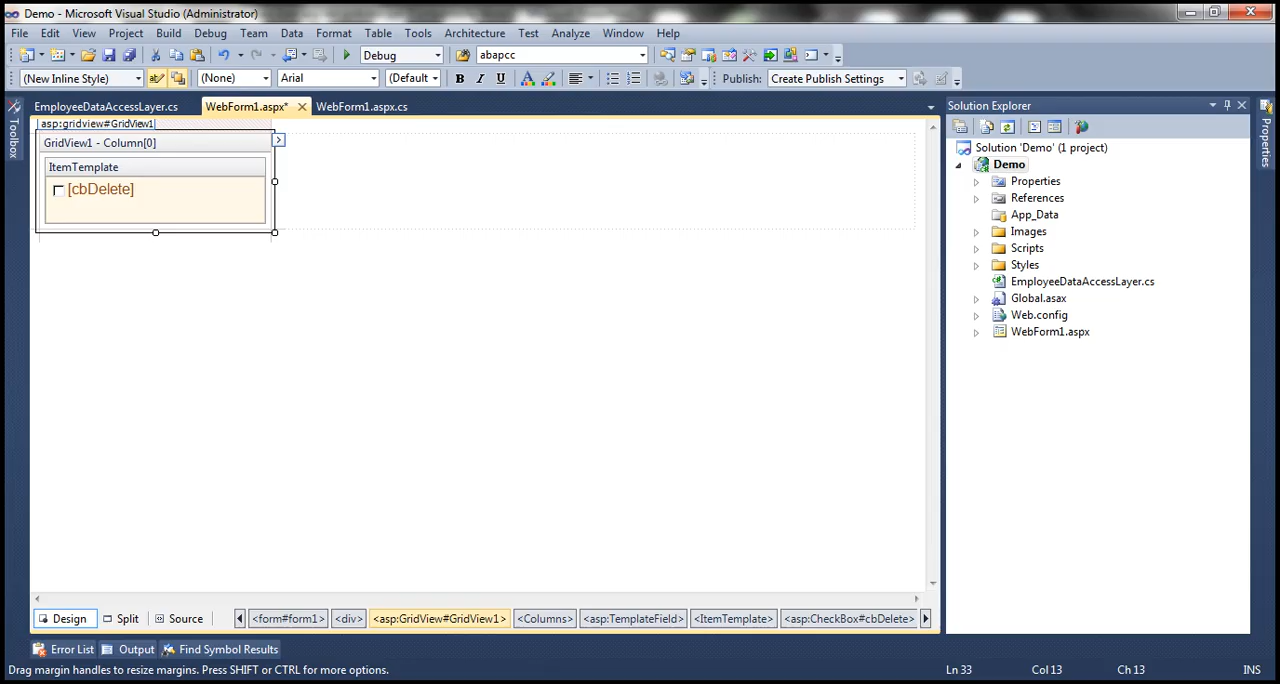 Demo - Microsoft Visual Studio (Administrator)
File Edit View Project Build Debug Team Data Format Table Tools Architecture Test Analyze Window Help
Debug abapcc
(New Inline Style) (None) Arial (Default B I U A Publish: Create Publish Settings
EmployeeDataAccessLayer.cs WebForm1.aspx* WebForm1.aspx.cs
Solution Explorer
Toolbox
Properties
asp:gridview#GridView1
GridView1 - Column[0]
ItemTemplate
[cbDelete]
Solution 'Demo' (1 project)
Demo
Properties
References
App_Data
Images
Scripts
Styles
EmployeeDataAccessLayer.cs
Global.asax
Web.config
WebForm1.aspx
Design Split Source <form#form1> <div> <asp:GridView#GridView1> <Columns> <asp:TemplateField> <ItemTemplate> <asp:CheckBox#cbDelete>
Error List Output Find Symbol Results
Drag margin handles to resize margins. Press SHIFT or CTRL for more options. Ln 33 Col 13 Ch 13 INS